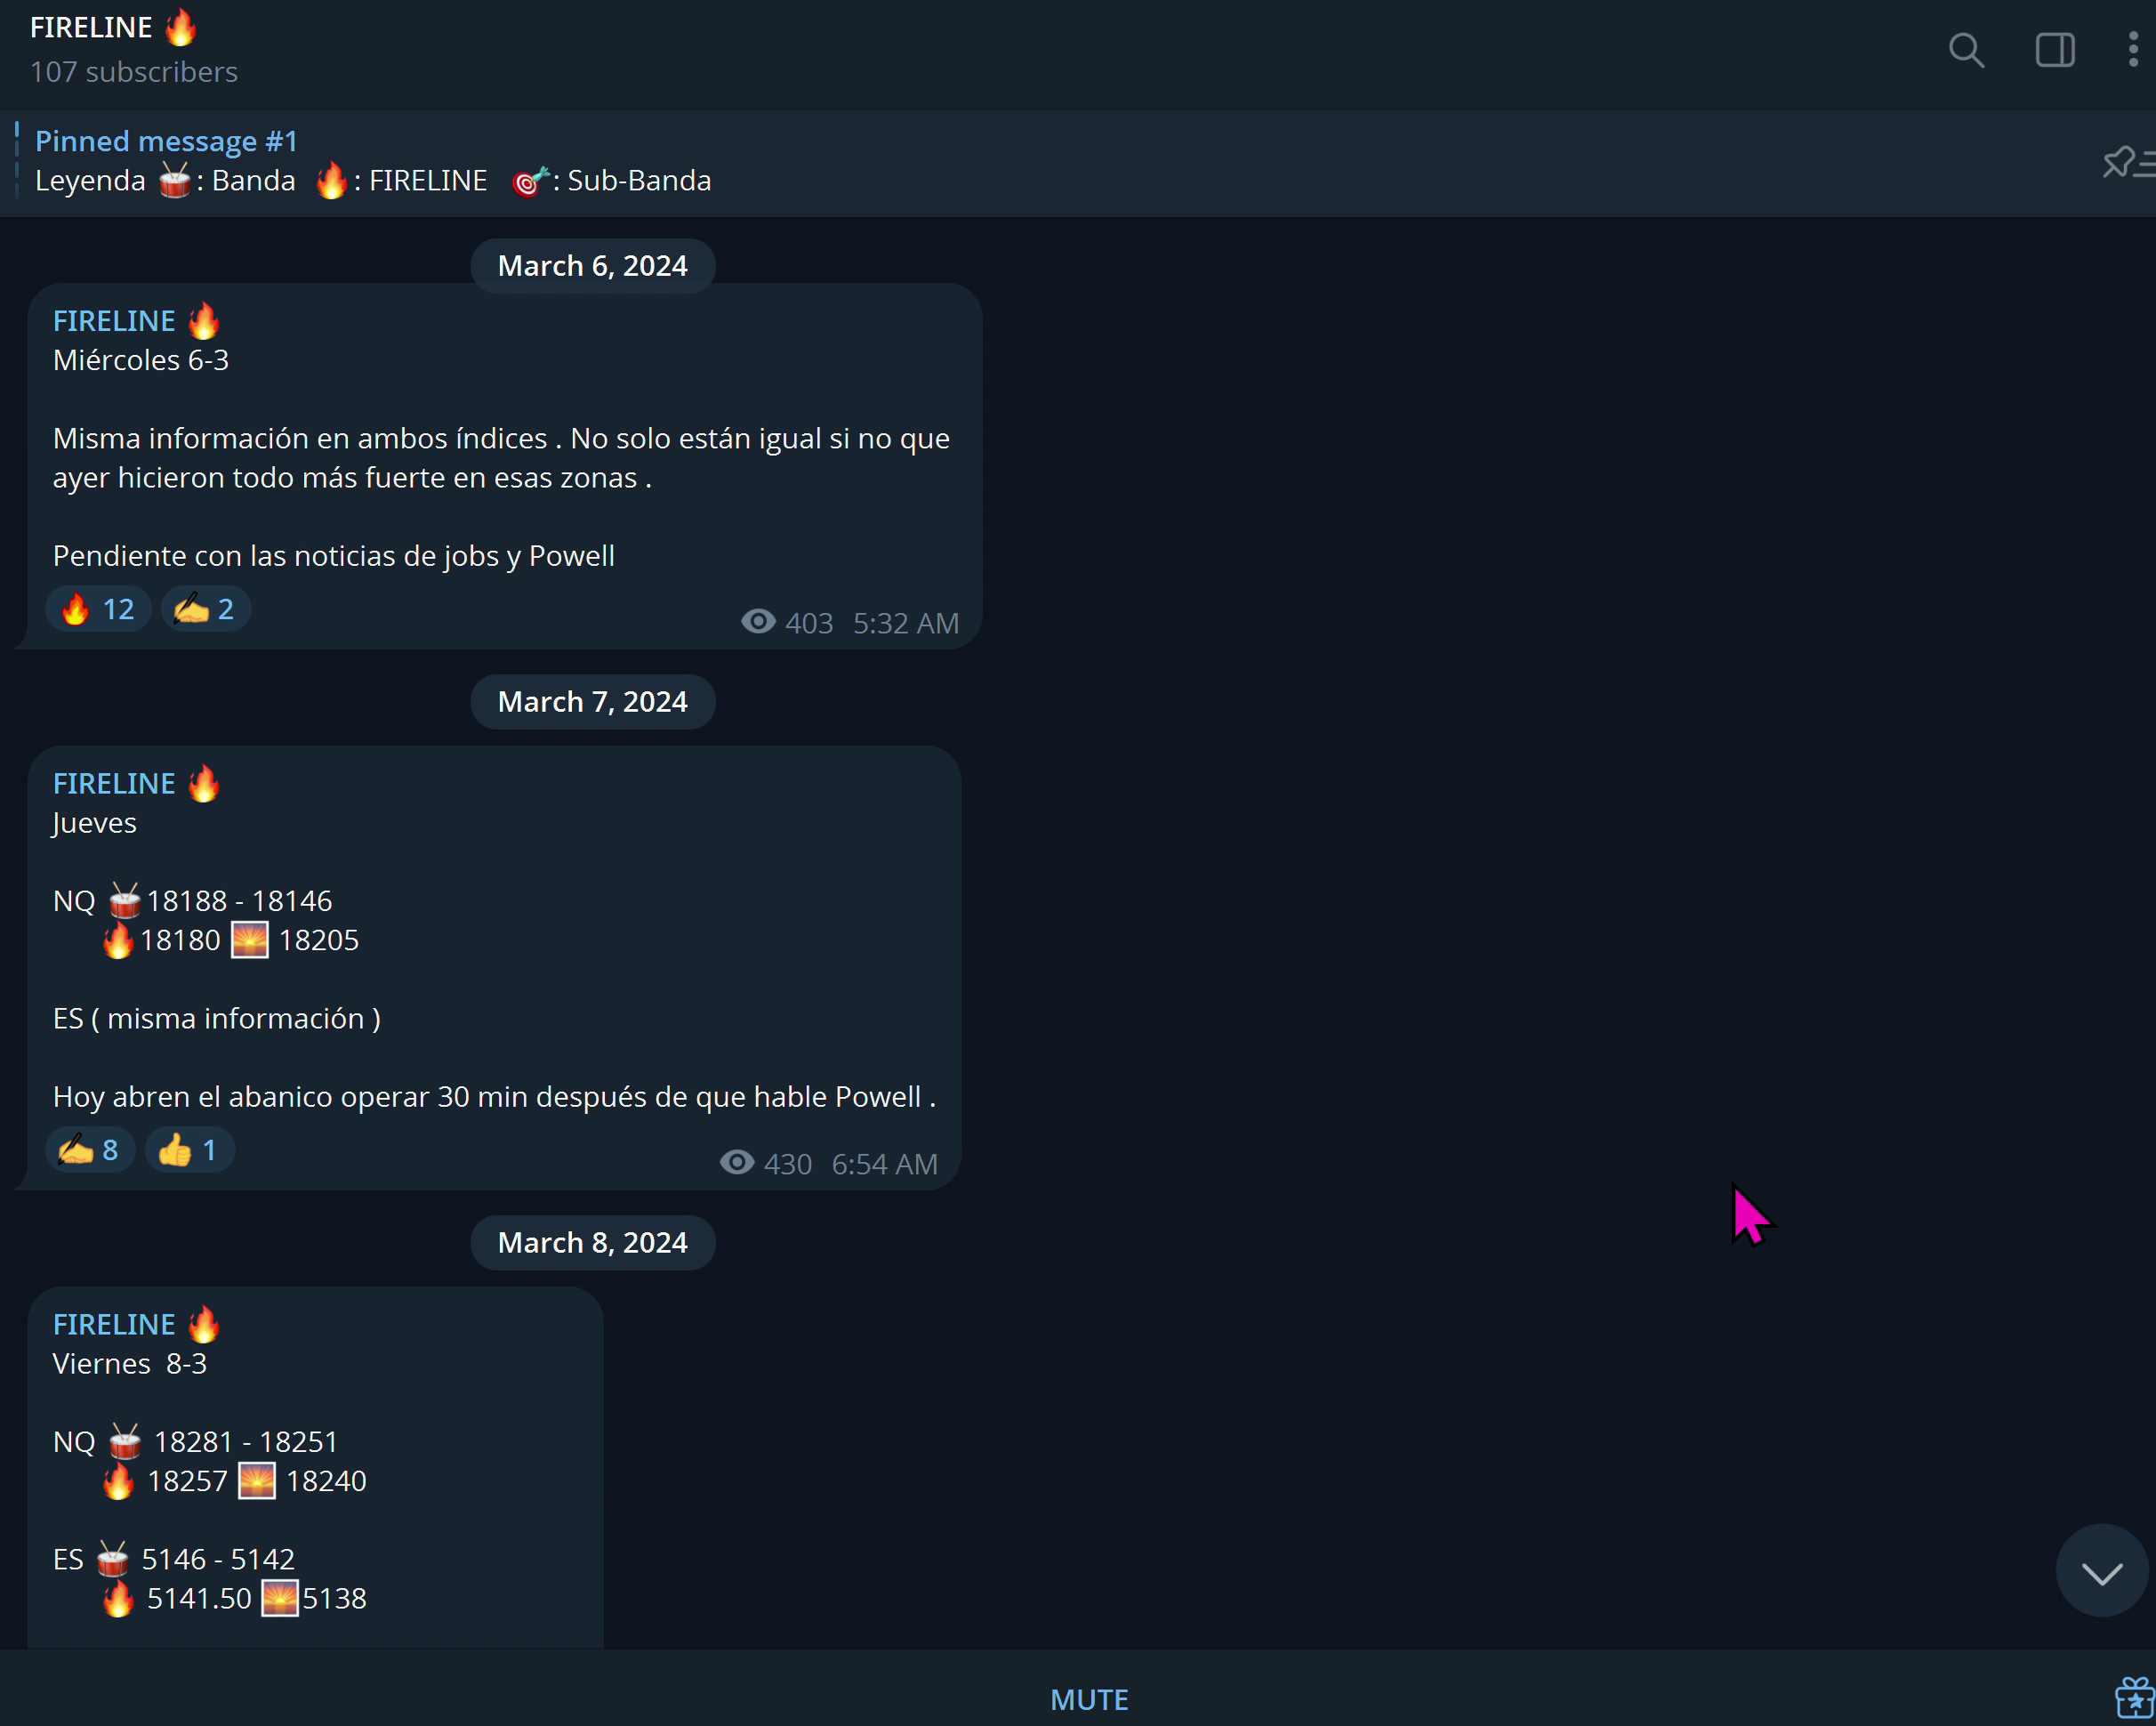 FIRELINE 🔥
107 subscribers
Pinned message #1
Leyenda 🥁: Banda 🔥: FIRELINE 🎯: Sub-Banda
March 6, 2024
FIRELINE 🔥
Miércoles 6-3
Misma información en ambos índices . No solo están igual si no que
ayer hicieron todo más fuerte en esas zonas .
Pendiente con las noticias de jobs y Powell
🔥 12 ✍️ 2
403 5:32 AM
March 7, 2024
FIRELINE 🔥
Jueves
NQ 🥁18188 - 18146
🔥18180 🌅 18205
ES ( misma información )
Hoy abren el abanico operar 30 min después de que hable Powell .
✍️ 8 👍 1
430 6:54 AM
March 8, 2024
FIRELINE 🔥
Viernes 8-3
NQ 🥁 18281 - 18251
🔥 18257 🌅 18240
ES 🥁 5146 - 5142
🔥 5141.50 🌅5138
MUTE